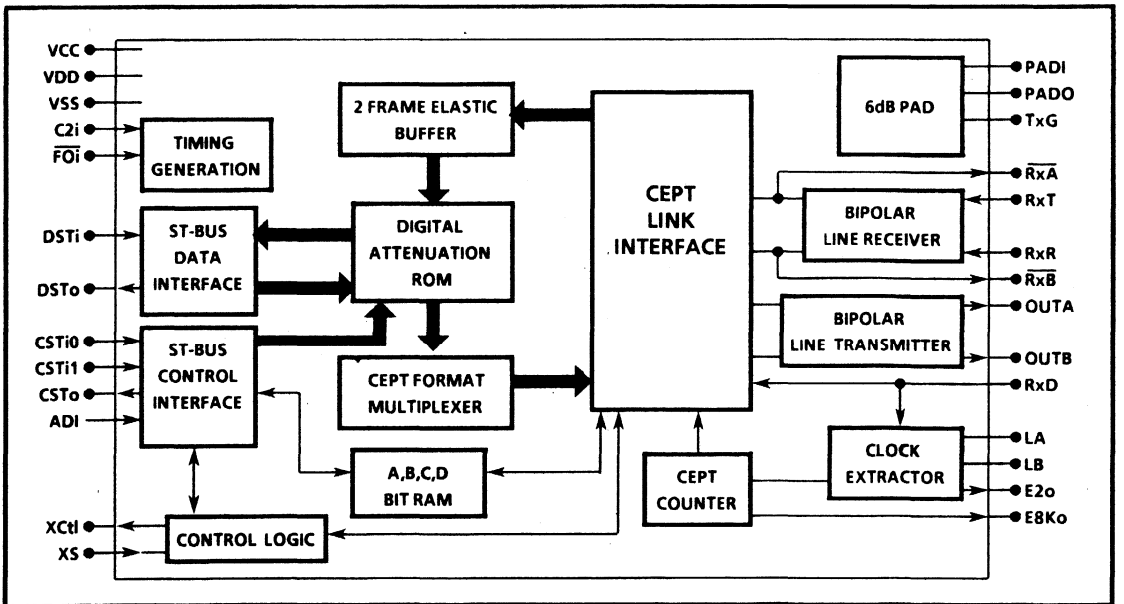 VCC
VDD
VSS
C2i
F̅O̅i̅
DSTi
DSTo
CSTi0
CSTi1
CSTo
ADI
XCtl
XS
TIMING
GENERATION
ST-BUS
DATA
INTERFACE
ST-BUS
CONTROL
INTERFACE
CONTROL LOGIC
2 FRAME ELASTIC
BUFFER
DIGITAL
ATTENUATION
ROM
CEPT FORMAT
MULTIPLEXER
A,B,C,D
BIT RAM
CEPT
LINK
INTERFACE
CEPT
COUNTER
6dB PAD
BIPOLAR
LINE RECEIVER
BIPOLAR
LINE TRANSMITTER
CLOCK
EXTRACTOR
PADI
PADO
TxG
R̅x̅A̅
RxT
RxR
R̅x̅B̅
OUTA
OUTB
RxD
LA
LB
E2o
E8Ko